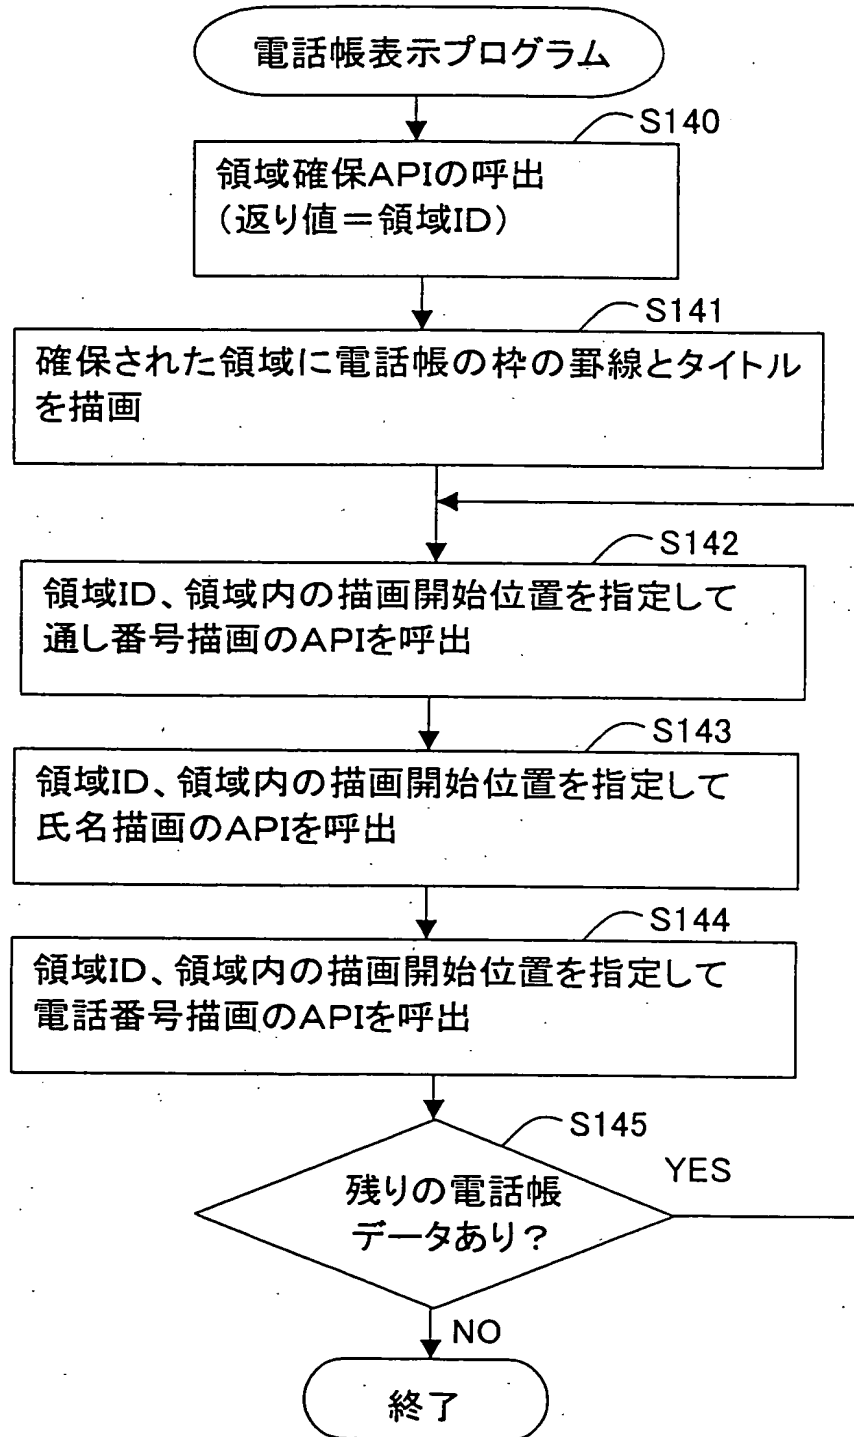 電話帳表示プログラム
S140
領域確保APIの呼出
(返り値=領域ID)
S141
確保された領域に電話帳の枠の罫線とタイトル
を描画
S142
領域ID、領域内の描画開始位置を指定して
通し番号描画のAPIを呼出
S143
領域ID、領域内の描画開始位置を指定して
氏名描画のAPIを呼出
S144
領域ID、領域内の描画開始位置を指定して
電話番号描画のAPIを呼出
S145
残りの電話帳
データあり?
YES
NO
終了